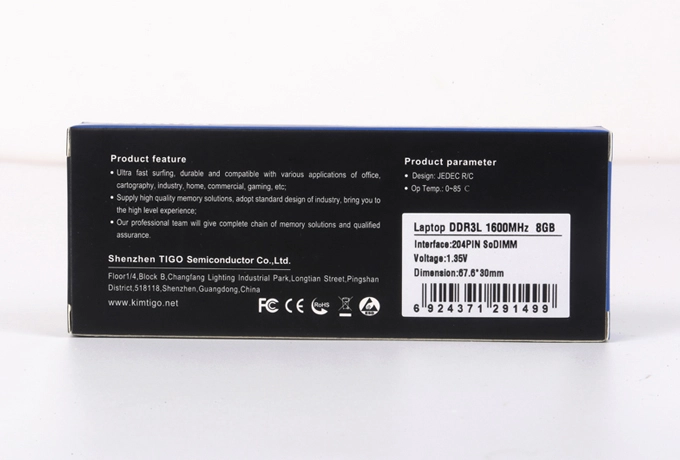 Product feature
• Ultra fast surfing, durable and compatible with various applications of office,
cartography, industry, home, commercial, gaming, etc;
• Supply high quality memory solutions, adopt standard design of industry, bring you to
the high level experience;
• Our professional team will give complete chain of memory solutions and qualified
assurance.
Shenzhen TIGO Semiconductor Co.,Ltd.
Floor1/4,Block B,Changfang Lighting Industrial Park,Longtian Street,Pingshan
District,518118,Shenzhen,Guangdong,China
www.kimtigo.net
FC CE RoHS ESD
Product parameter
• Design: JEDEC R/C
• Op Temp.: 0~85 ℃
Laptop DDR3L 1600MHz 8GB
Interface:204PIN SoDIMM
Voltage:1.35V
Dimension:67.6*30mm
6 924371 291499